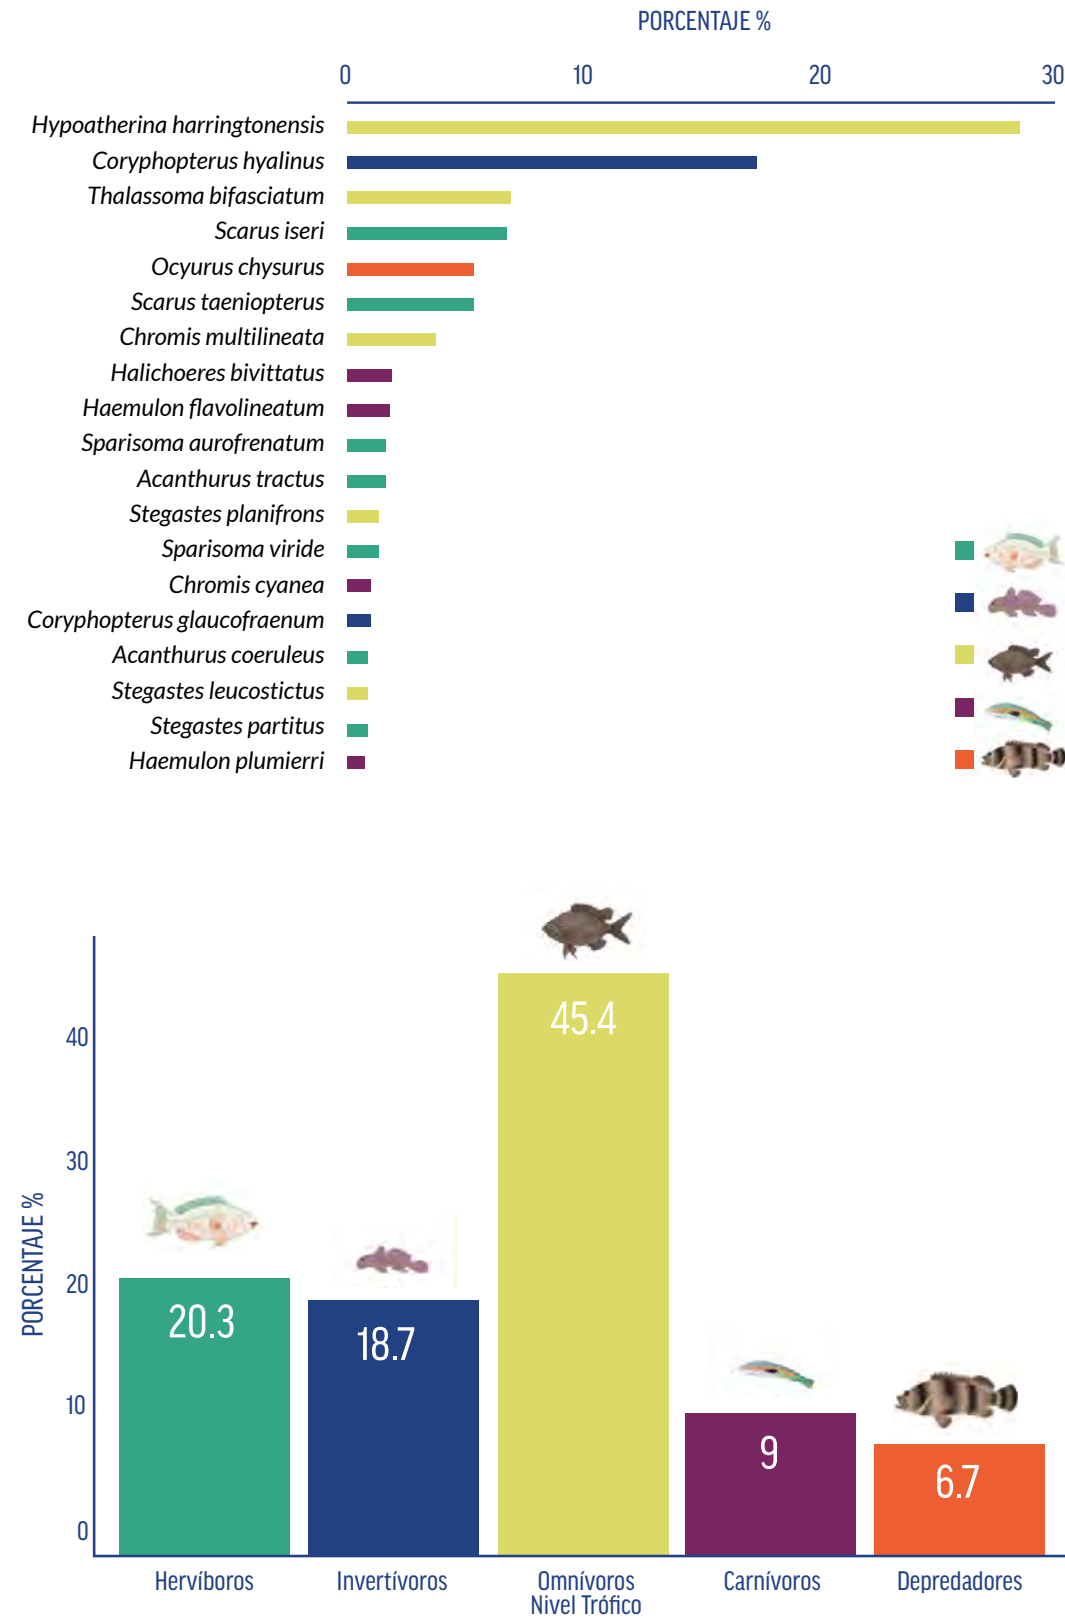 PORCENTAJE %
0 10 20 30
Hypoatherina harringtonensis
Coryphopterus hyalinus
Thalassoma bifasciatum
Scarus iseri
Ocyurus chysurus
Scarus taeniopterus
Chromis multilineata
Halichoeres bivittatus
Haemulon flavolineatum
Sparisoma aurofrenatum
Acanthurus tractus
Stegastes planifrons
Sparisoma viride
Chromis cyanea
Coryphopterus glaucofraenum
Acanthurus coeruleus
Stegastes leucostictus
Stegastes partitus
Haemulon plumierri
PORCENTAJE %
40
30
20
10
0
20.3
18.7
45.4
9
6.7
Hervíboros
Invertívoros
Omnívoros
Carnívoros
Depredadores
Nivel Trófico